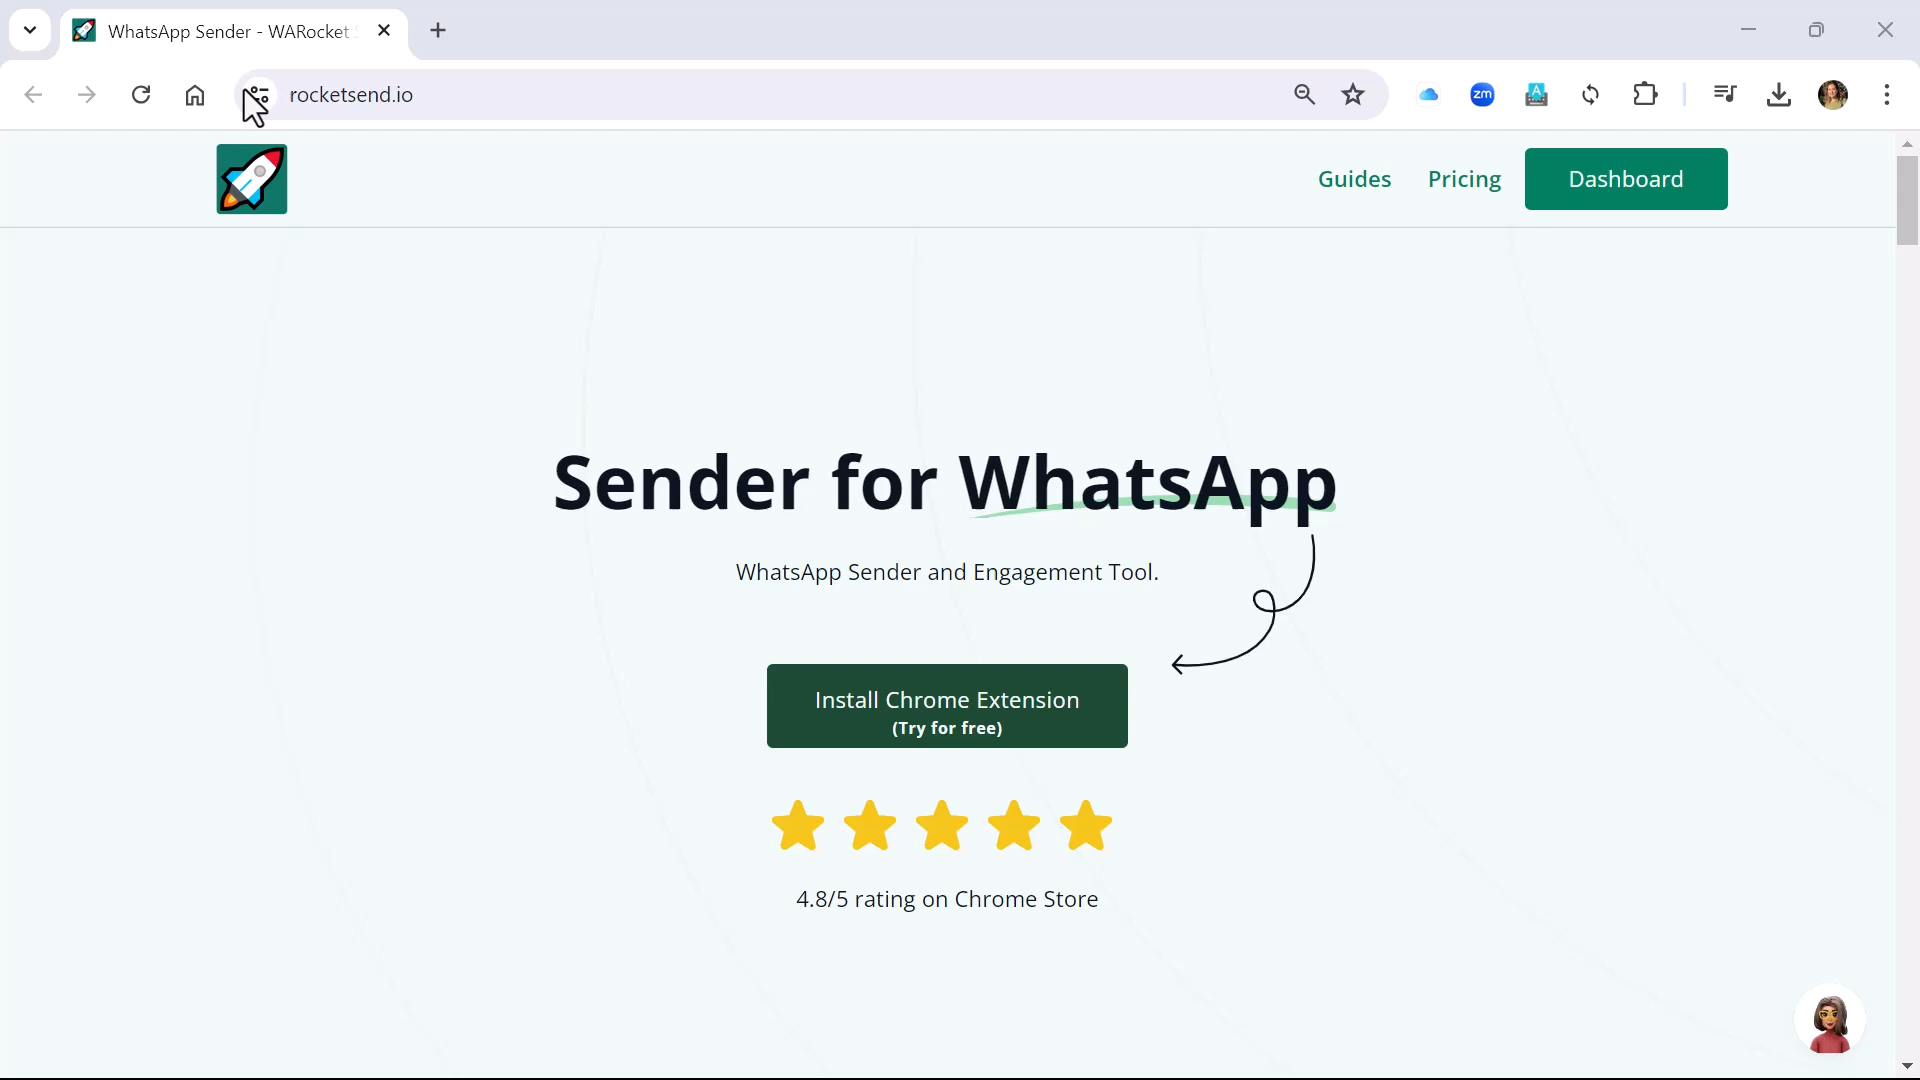 WhatsApp Sender - WARocket
rocketsend.io
zm
A
Guides
Pricing
Dashboard
Sender for WhatsApp
WhatsApp Sender and Engagement Tool.
Install Chrome Extension
(Try for free)
4.8/5 rating on Chrome Store